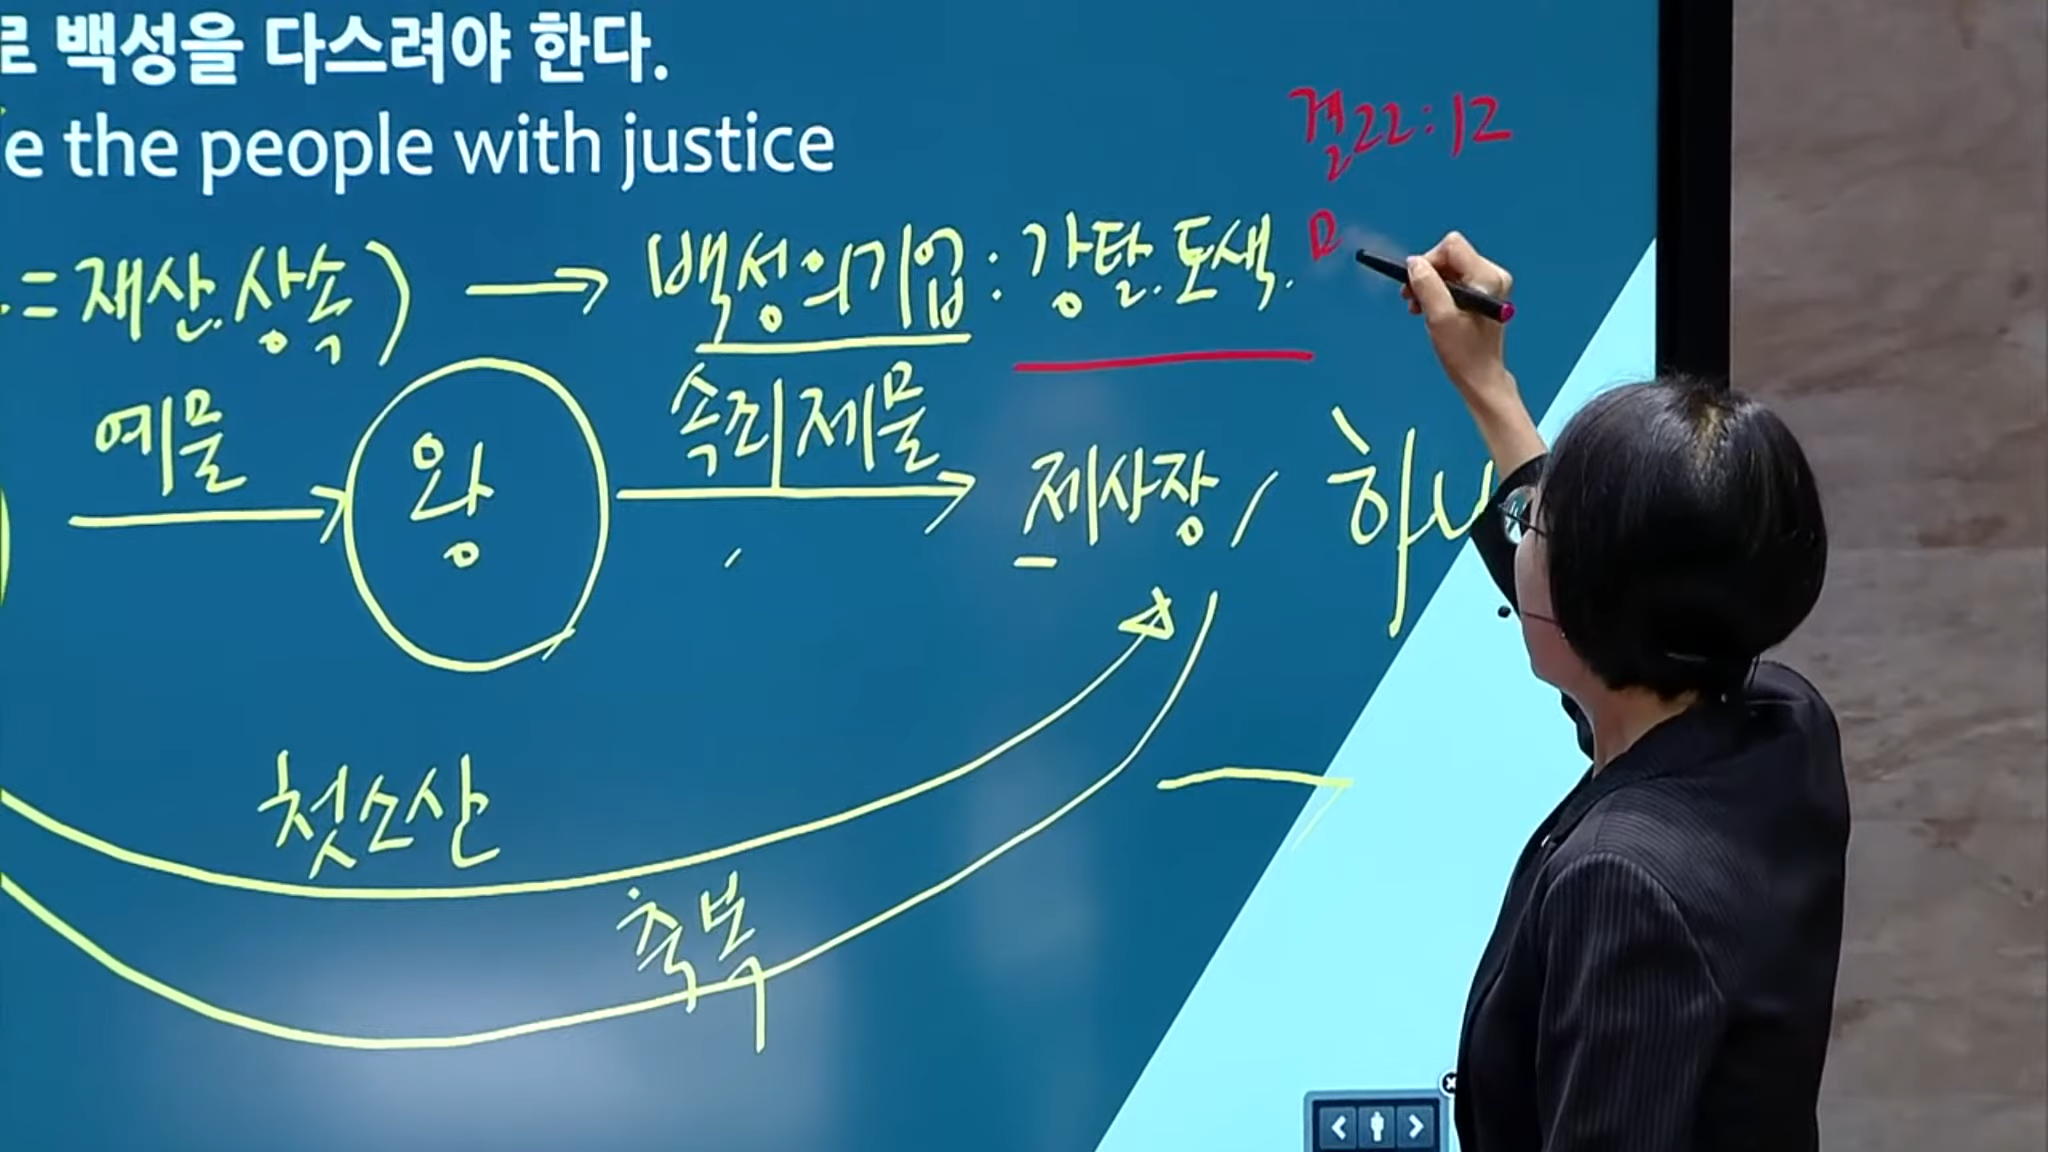 로 백성을 다스려야 한다.
e the people with justice
겔22:12
.=재산.상속) → 백성의기업:강탈.토색.
ㅁ
예물
왕
속죄제물
제사장/
하나
첫소산
축복